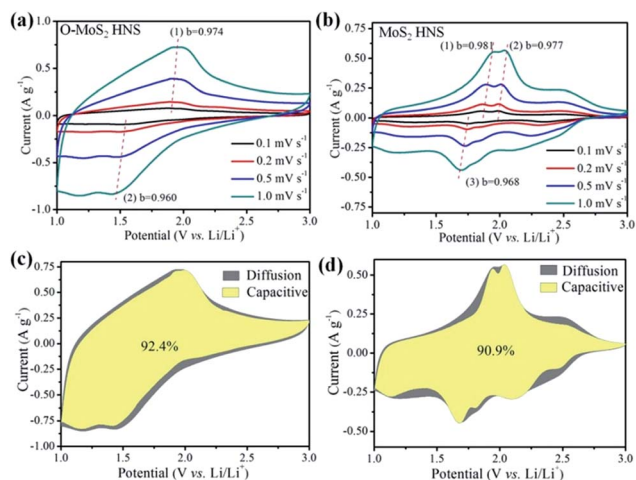 (a)
O-MoS₂ HNS
(1) b=0.974
(2) b=0.960
0.1 mV s⁻¹
0.2 mV s⁻¹
0.5 mV s⁻¹
1.0 mV s⁻¹
Current (A g⁻¹)
1.0
0.5
0.0
-0.5
-1.0
1.0 1.5 2.0 2.5 3.0
Potential (V vs. Li/Li⁺)
(b)
MoS₂ HNS
(1) b=0.981
(2) b=0.977
(3) b=0.968
0.1 mV s⁻¹
0.2 mV s⁻¹
0.5 mV s⁻¹
1.0 mV s⁻¹
Current (A g⁻¹)
0.75
0.50
0.25
0.00
-0.25
-0.50
-0.75
1.0 1.5 2.0 2.5 3.0
Potential (V vs. Li/Li⁺)
(c)
Diffusion
Capacitive
92.4%
Current (A g⁻¹)
0.75
0.50
0.25
0.00
-0.25
-0.50
-0.75
-1.00
1.0 1.5 2.0 2.5 3.0
Potential (V vs. Li/Li⁺)
(d)
Diffusion
Capacitive
90.9%
Current (A g⁻¹)
0.50
0.25
0.00
-0.25
-0.50
1.0 1.5 2.0 2.5 3.0
Potential (V vs. Li/Li⁺)